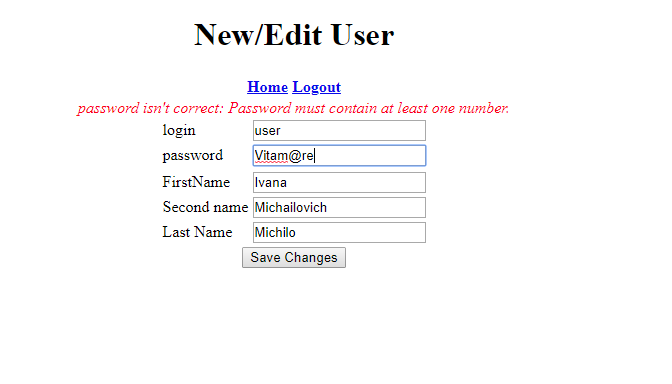 New/Edit User
Home Logout
password isn't correct: Password must contain at least one number.
login user
password Vitam@re
FirstName Ivana
Second name Michailovich
Last Name Michilo
Save Changes